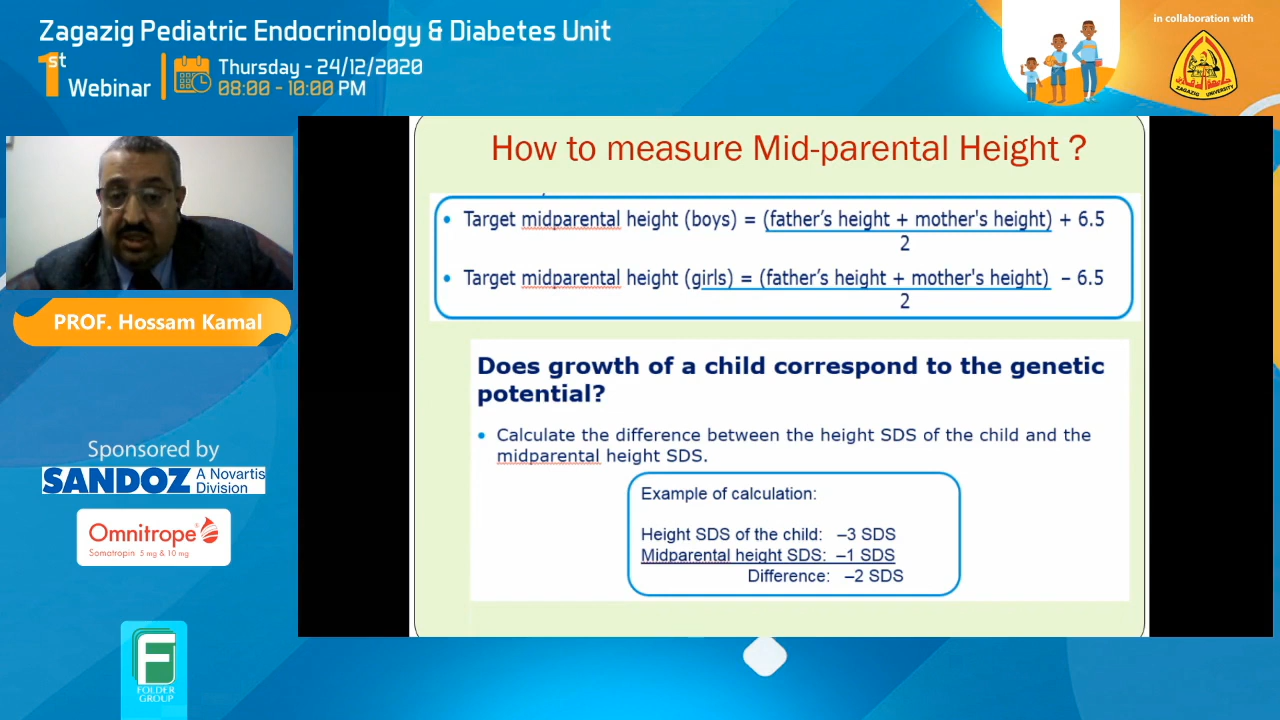 Zagazig Pediatric Endocrinology & Diabetes Unit
1st Webinar
Thursday - 24/12/2020
08:00 - 10:00 PM
in collaboration with
ZAGAZIG UNIVERSITY
PROF. Hossam Kamal
Sponsored by
SANDOZ A Novartis
Division
Omnitrope®
Somatropin 5 mg & 10 mg
F
FOLDER
GROUP
How to measure Mid-parental Height ?
• Target midparental height (boys) = (father’s height + mother's height) + 6.5
2
• Target midparental height (girls) = (father’s height + mother's height) – 6.5
2
Does growth of a child correspond to the genetic
potential?
• Calculate the difference between the height SDS of the child and the
midparental height SDS.
Example of calculation:
Height SDS of the child: –3 SDS
Midparental height SDS: –1 SDS
Difference: –2 SDS